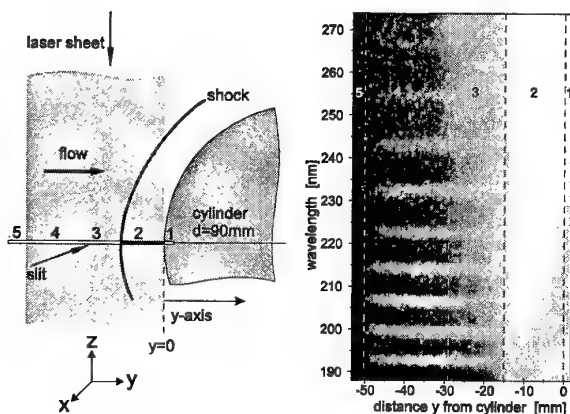 laser sheet
shock
flow
cylinder
d=90mm
5 4 3 2 1
slit
y-axis
y=0
z
y
x
wavelength [nm]
270
260
250
240
230
220
210
200
190
5 3 2 1
-50 -40 -30 -20 -10 0
distance y from cylinder [mm]